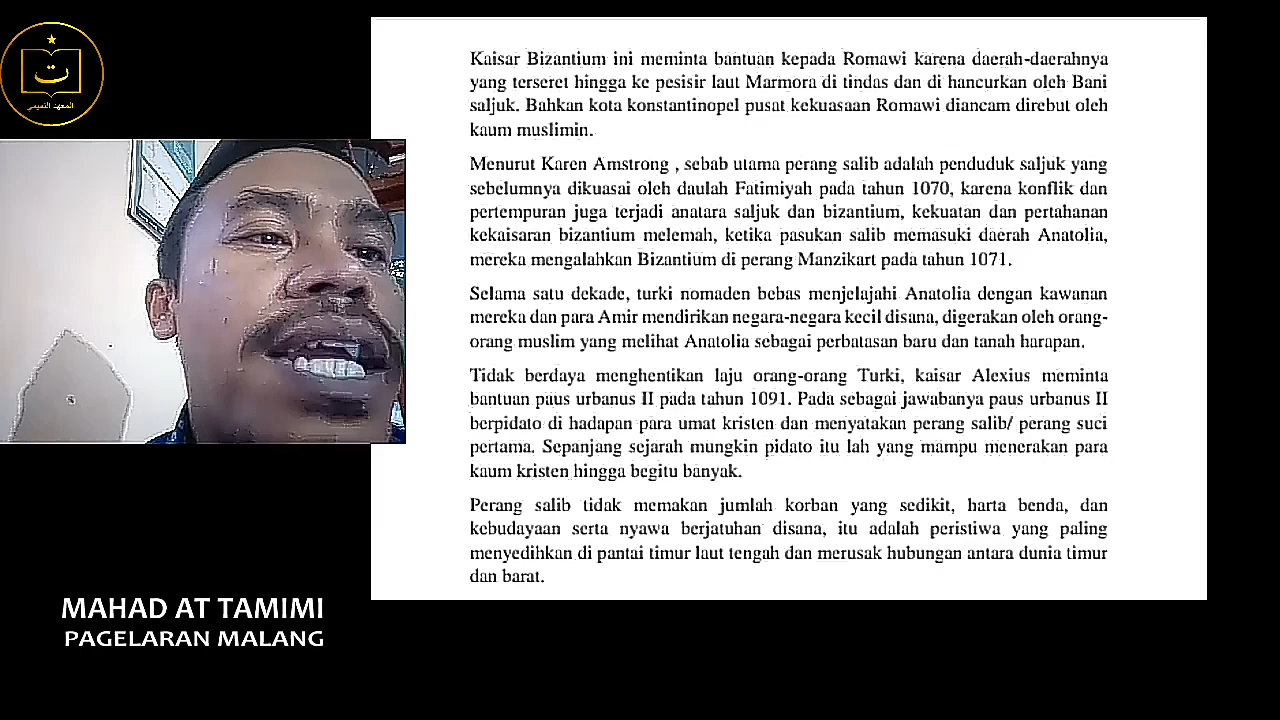 ت
المعهد التميمي
Kaisar Bizantium ini meminta bantuan kepada Romawi karena daerah-daerahnya
yang terseret hingga ke pesisir laut Marmora di tindas dan di hancurkan oleh Bani
saljuk. Bahkan kota konstantinopel pusat kekuasaan Romawi diancam direbut oleh
kaum muslimin.
Menurut Karen Amstrong , sebab utama perang salib adalah penduduk saljuk yang
sebelumnya dikuasai oleh daulah Fatimiyah pada tahun 1070, karena konflik dan
pertempuran juga terjadi anatara saljuk dan bizantium, kekuatan dan pertahanan
kekaisaran bizantium melemah, ketika pasukan salib memasuki daerah Anatolia,
mereka mengalahkan Bizantium di perang Manzikart pada tahun 1071.
Selama satu dekade, turki nomaden bebas menjelajahi Anatolia dengan kawanan
mereka dan para Amir mendirikan negara-negara kecil disana, digerakan oleh orang-
orang muslim yang melihat Anatolia sebagai perbatasan baru dan tanah harapan.
Tidak berdaya menghentikan laju orang-orang Turki, kaisar Alexius meminta
bantuan paus urbanus II pada tahun 1091. Pada sebagai jawabanya paus urbanus II
berpidato di hadapan para umat kristen dan menyatakan perang salib/ perang suci
pertama. Sepanjang sejarah mungkin pidato itu lah yang mampu menerakan para
kaum kristen hingga begitu banyak.
Perang salib tidak memakan jumlah korban yang sedikit, harta benda, dan
kebudayaan serta nyawa berjatuhan disana, itu adalah peristiwa yang paling
menyedihkan di pantai timur laut tengah dan merusak hubungan antara dunia timur
dan barat.
MAHAD AT TAMIMI
PAGELARAN MALANG